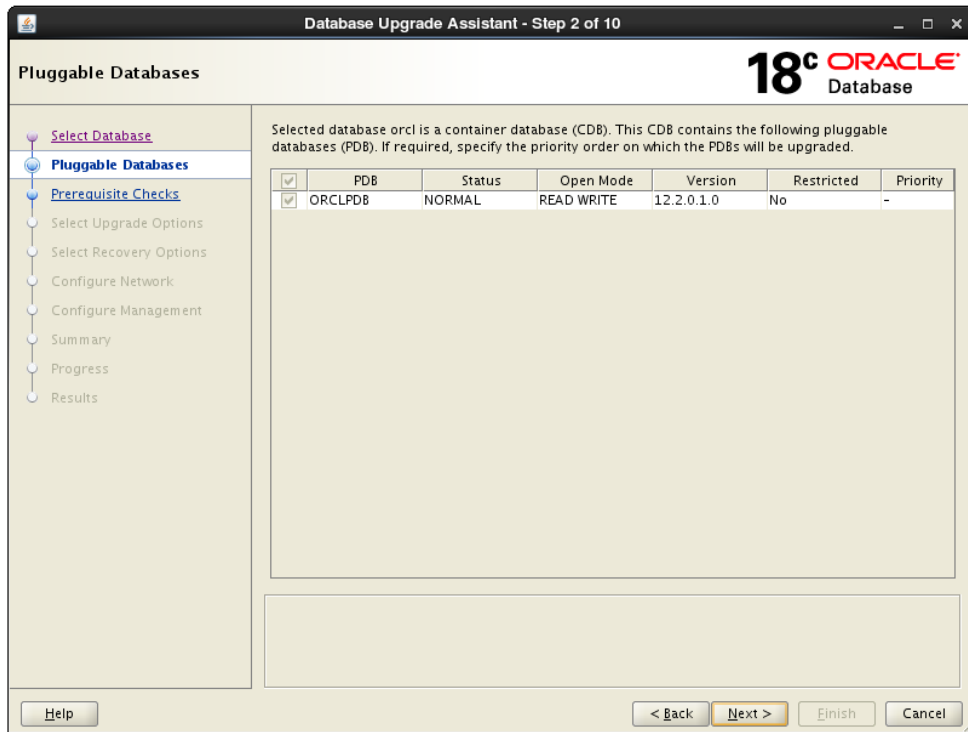 Database Upgrade Assistant - Step 2 of 10
Pluggable Databases
18c ORACLE
Database
Select Database
Pluggable Databases
Prerequisite Checks
Select Upgrade Options
Select Recovery Options
Configure Network
Configure Management
Summary
Progress
Results
Selected database orcl is a container database (CDB). This CDB contains the following pluggable
databases (PDB). If required, specify the priority order on which the PDBs will be upgraded.
PDB Status Open Mode Version Restricted Priority
ORCLPDB NORMAL READ WRITE 12.2.0.1.0 No -
Help < Back Next > Finish Cancel